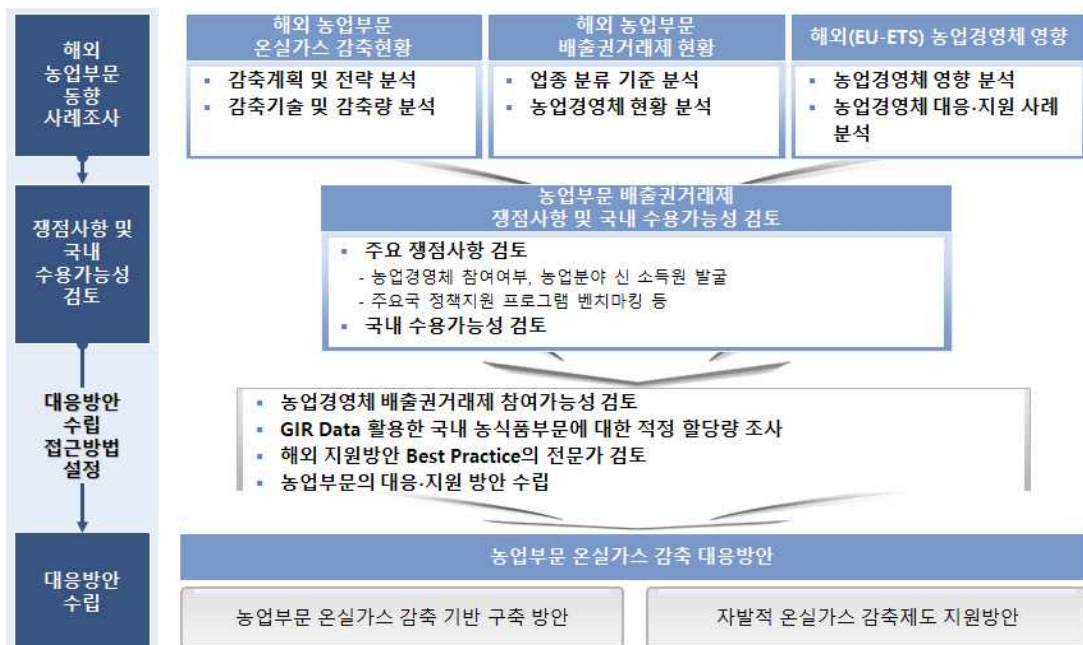 해외
농업부문
동향
사례조사
해외 농업부문
온실가스 감축현황
▪ 감축계획 및 전략 분석
▪ 감축기술 및 감축량 분석
해외 농업부문
배출권거래제 현황
▪ 업종 분류 기준 분석
▪ 농업경영체 현황 분석
해외(EU-ETS) 농업경영체 영향
▪ 농업경영체 영향 분석
▪ 농업경영체 대응·지원 사례
분석
쟁점사항 및
국내
수용가능성
검토
농업부문 배출권거래제
쟁점사항 및 국내 수용가능성 검토
▪ 주요 쟁점사항 검토
- 농업경영체 참여여부, 농업분야 신 소득원 발굴
- 주요국 정책지원 프로그램 벤치마킹 등
▪ 국내 수용가능성 검토
대응방안
수립
접근방법
설정
▪ 농업경영체 배출권거래제 참여가능성 검토
▪ GIR Data 활용한 국내 농식품부문에 대한 적정 할당량 조사
▪ 해외 지원방안 Best Practice의 전문가 검토
▪ 농업부문의 대응·지원 방안 수립
대응방안
수립
농업부문 온실가스 감축 대응방안
농업부문 온실가스 감축 기반 구축 방안
자발적 온실가스 감축제도 지원방안